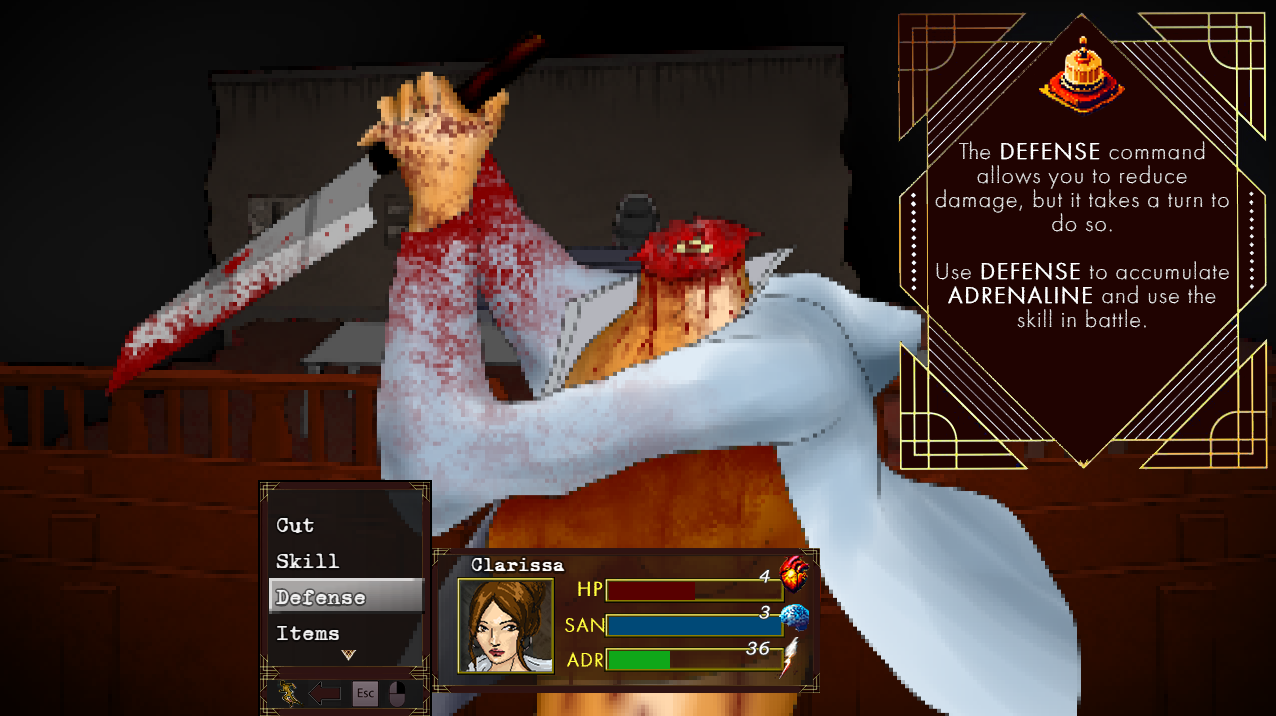 The DEFENSE command
allows you to reduce
damage, but it takes a turn to
do so.
Use DEFENSE to accumulate
ADRENALINE and use the
skill in battle.
Cut
Skill
Defense
Items
Esc
Clarissa
HP 4
SAN 3
ADR 36